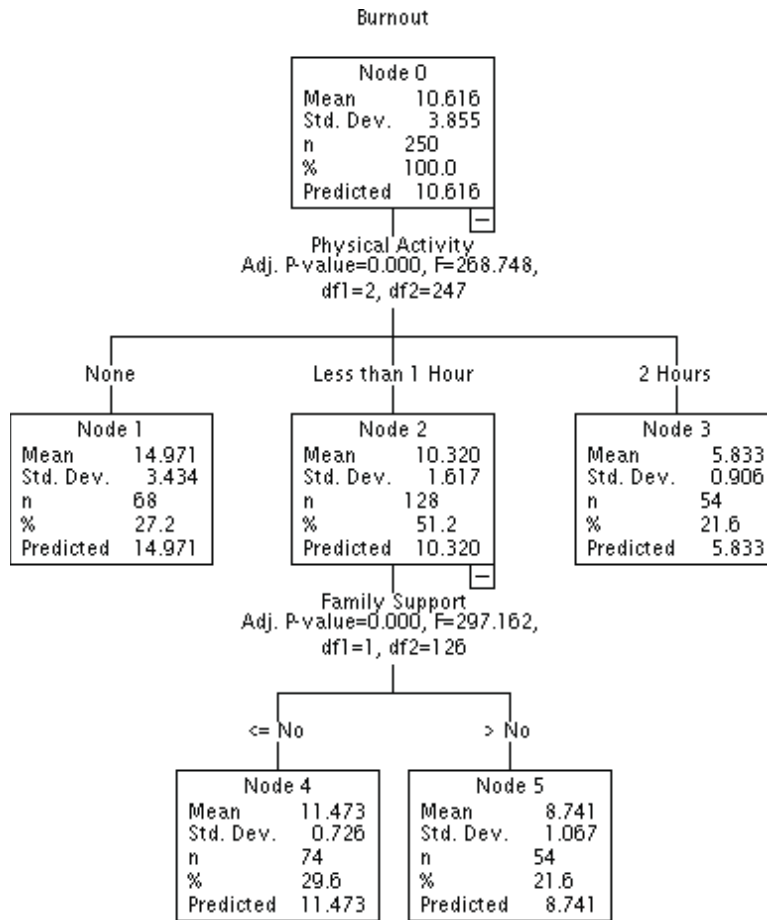 Burnout
Node 0
Mean 10.616
Std. Dev. 3.855
n 250
% 100.0
Predicted 10.616
Physical Activity
Adj. P-value=0.000, F=268.748,
df1=2, df2=247
None
Less than 1 Hour
2 Hours
Node 1
Mean 14.971
Std. Dev. 3.434
n 68
% 27.2
Predicted 14.971
Node 2
Mean 10.320
Std. Dev. 1.617
n 128
% 51.2
Predicted 10.320
Node 3
Mean 5.833
Std. Dev. 0.906
n 54
% 21.6
Predicted 5.833
Family Support
Adj. P-value=0.000, F=297.162,
df1=1, df2=126
<= No
> No
Node 4
Mean 11.473
Std. Dev. 0.726
n 74
% 29.6
Predicted 11.473
Node 5
Mean 8.741
Std. Dev. 1.067
n 54
% 21.6
Predicted 8.741